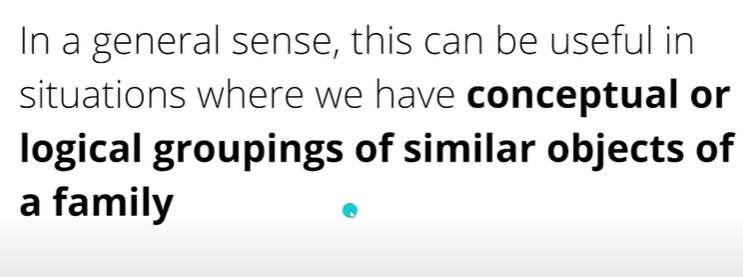 In a general sense, this can be useful in
situations where we have conceptual or
logical groupings of similar objects of
a family